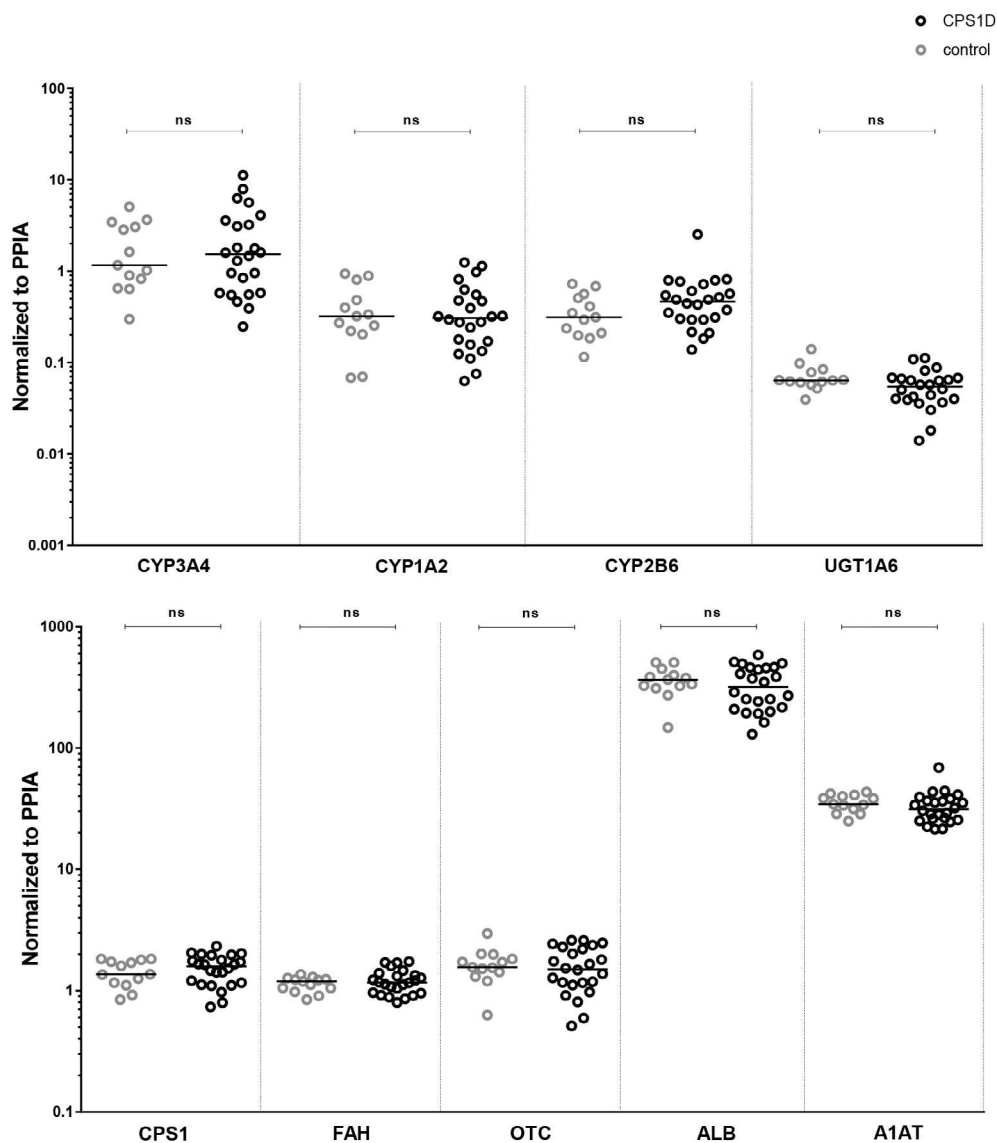 CPS1D
control
100
ns ns ns ns
10
1
0.1
0.01
0.001
Normalized to PPIA
CYP3A4 CYP1A2 CYP2B6 UGT1A6
1000
ns ns ns ns ns
100
10
1
0.1
Normalized to PPIA
CPS1 FAH OTC ALB A1AT